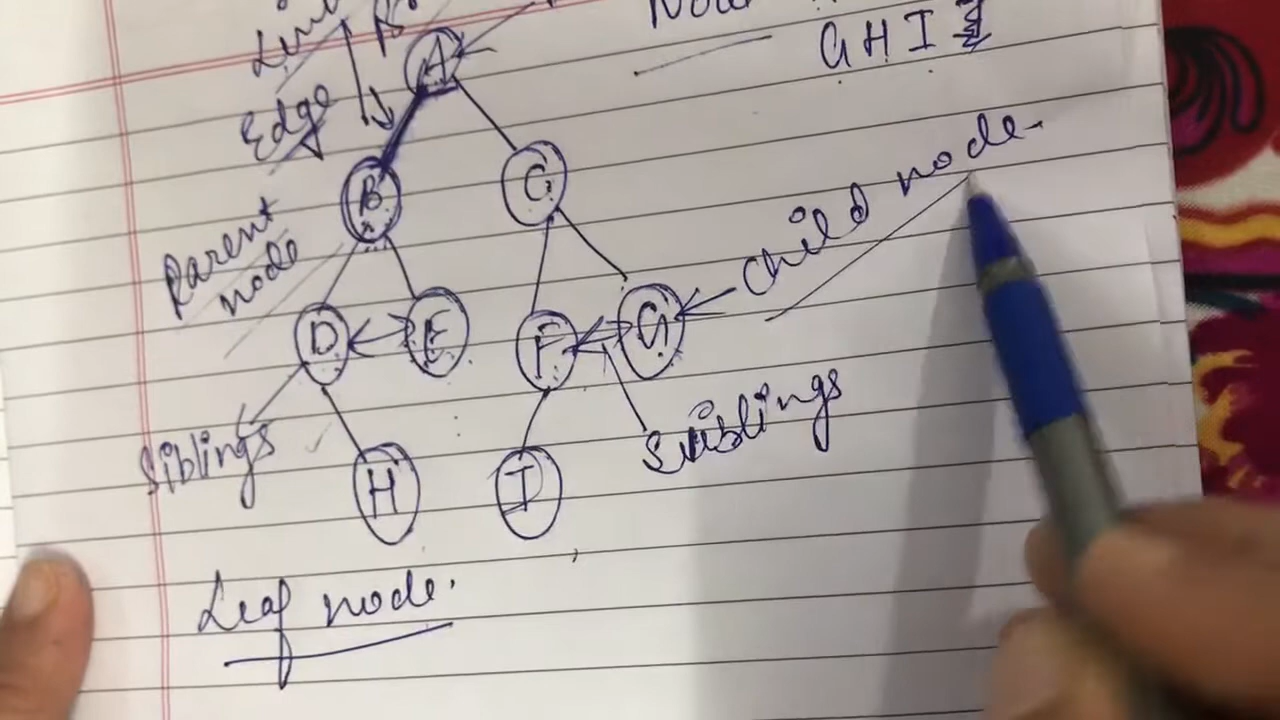 A
G H I
Edge
B
C
Parent
node
child node
D
E
F
G
siblings
siblings
H
I
Leaf node.